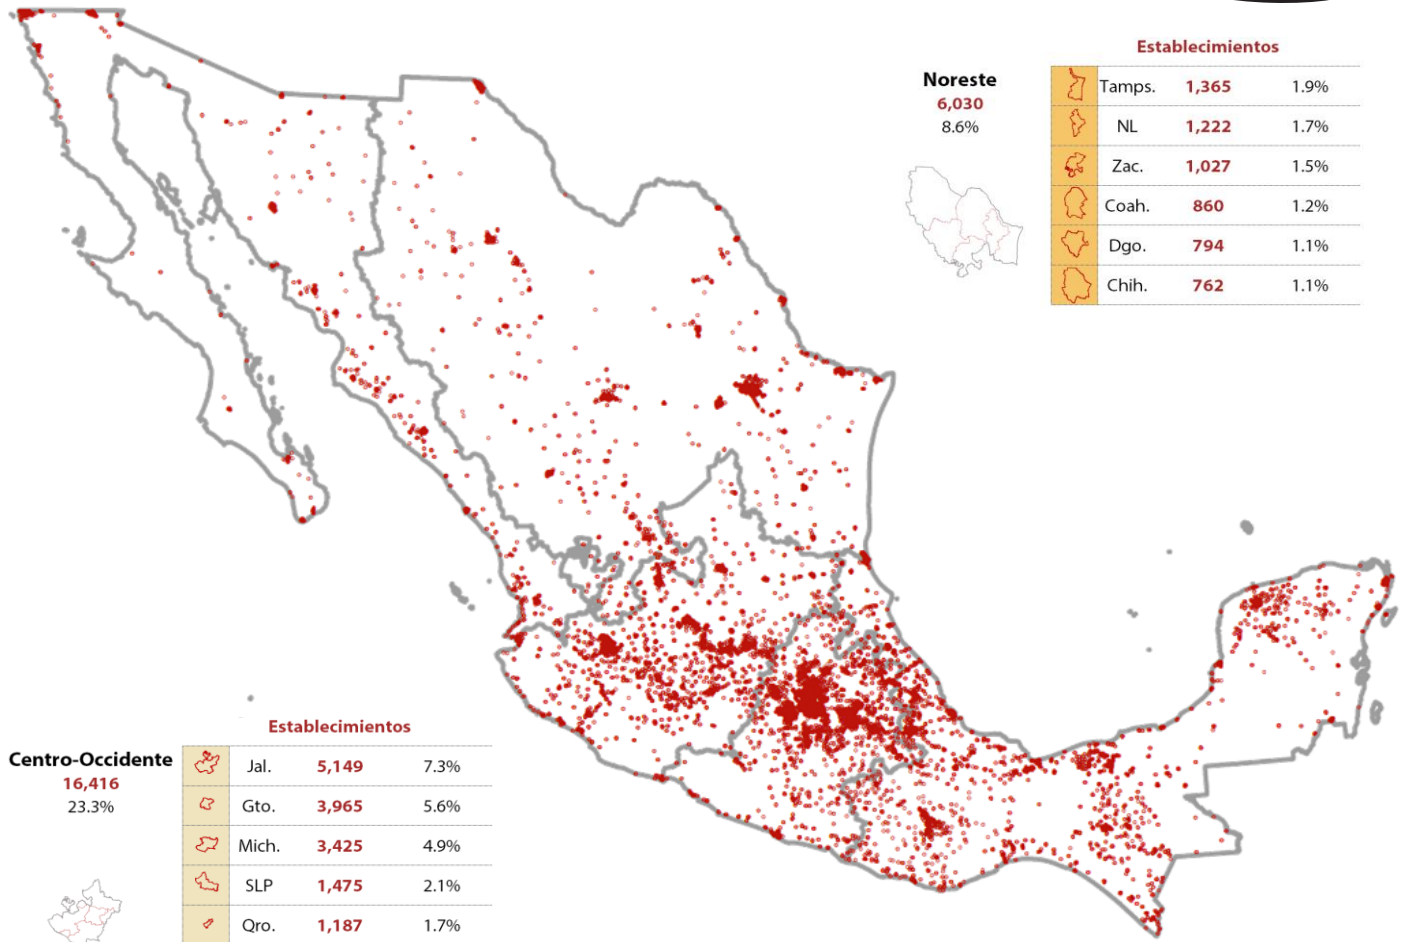 Establecimientos
Noreste
6,030
8.6%
Tamps. 1,365 1.9%
NL 1,222 1.7%
Zac. 1,027 1.5%
Coah. 860 1.2%
Dgo. 794 1.1%
Chih. 762 1.1%
Establecimientos
Centro-Occidente
16,416
23.3%
Jal. 5,149 7.3%
Gto. 3,965 5.6%
Mich. 3,425 4.9%
SLP 1,475 2.1%
Qro. 1,187 1.7%